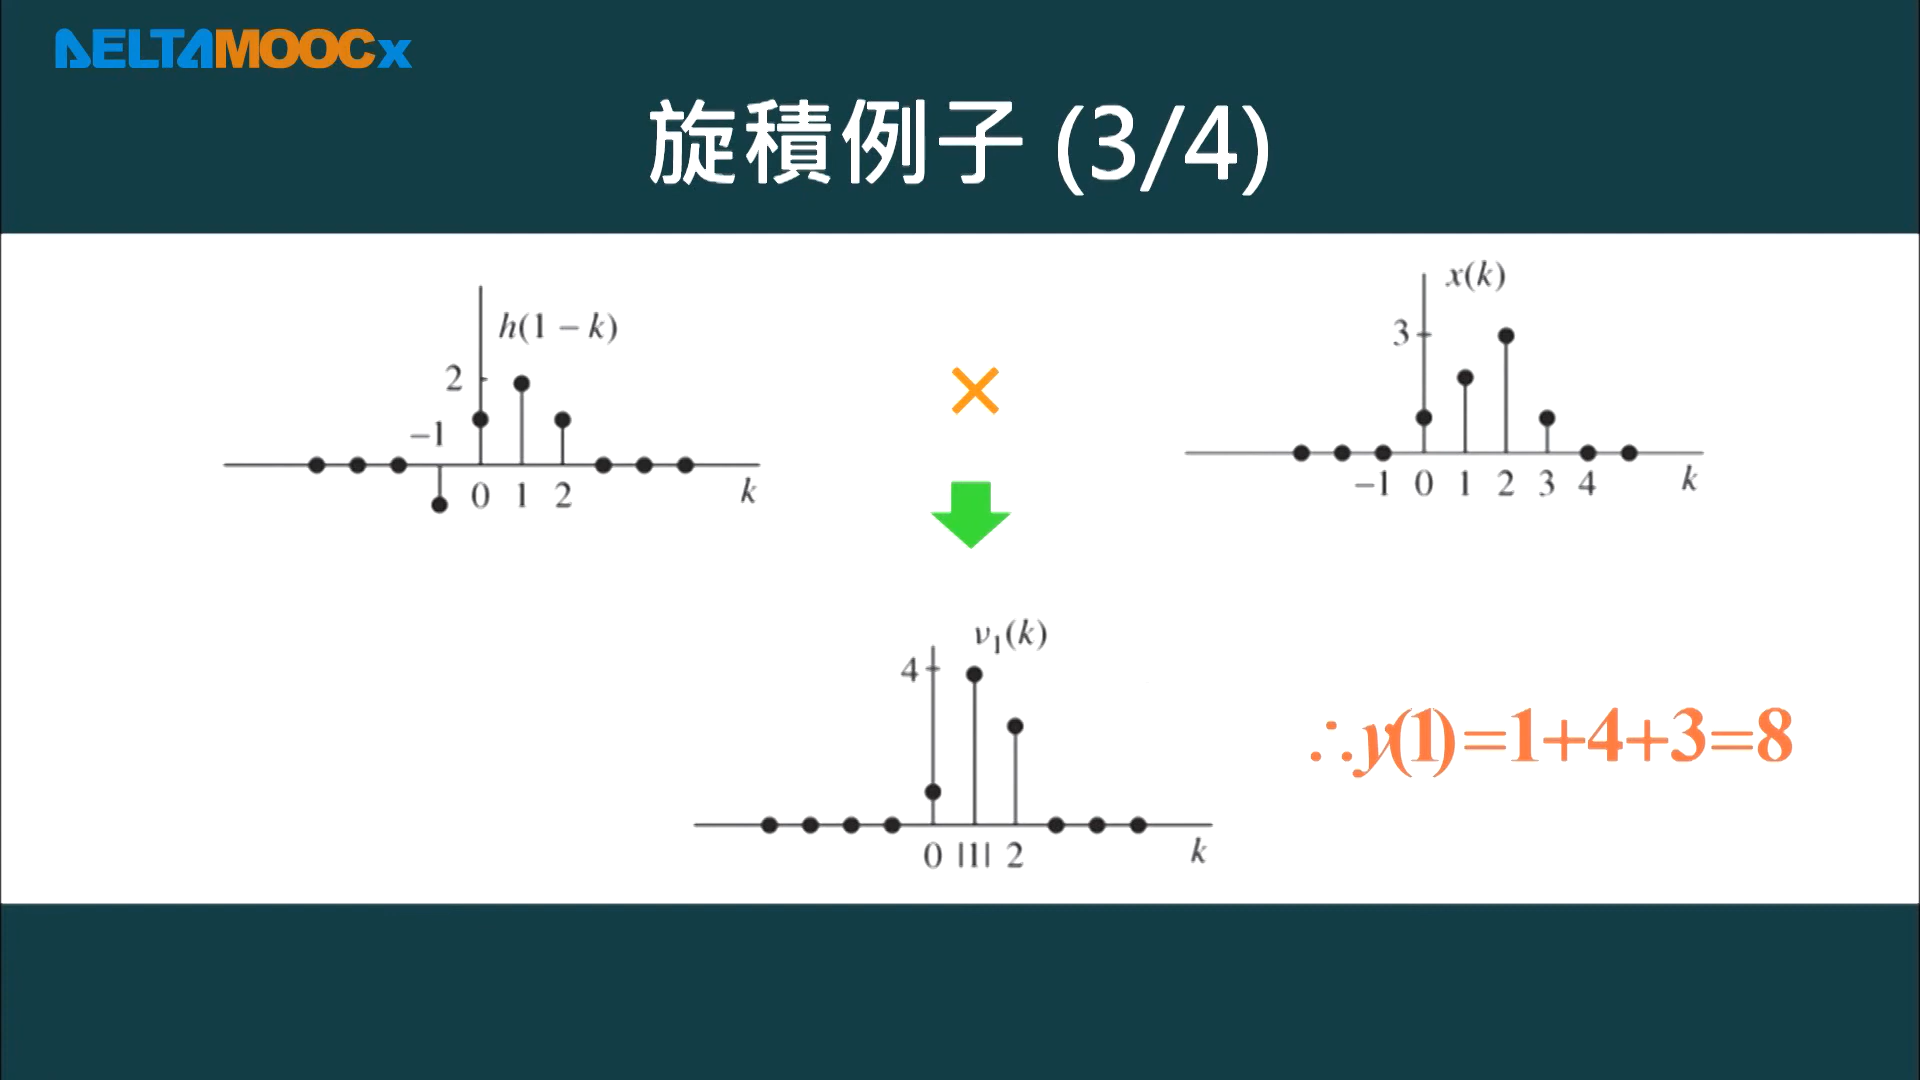 DELTAMOOCx
旋積例子 (3/4)
h(1 − k)
2
−1
0 1 2 k
x(k)
3
−1 0 1 2 3 4 k
v₁(k)
4
0 |1| 2 k
∴y(1)=1+4+3=8